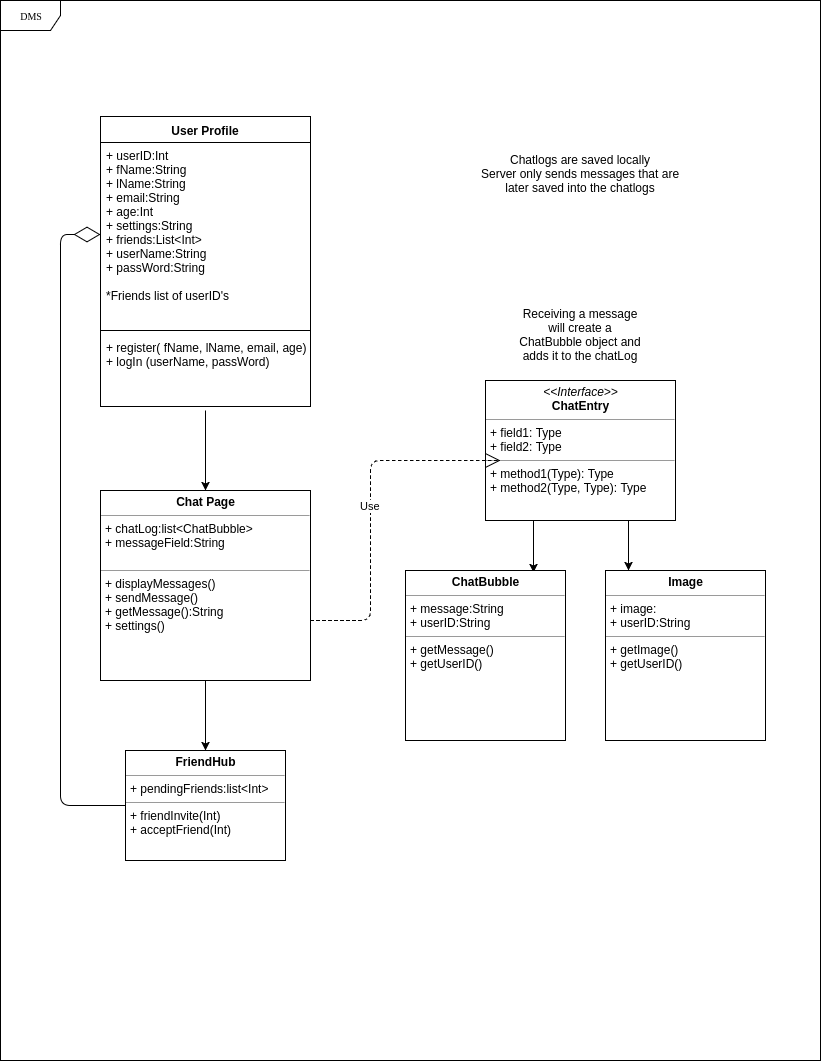 DMS
User Profile
+ userID:Int
+ fName:String
+ lName:String
+ email:String
+ age:Int
+ settings:String
+ friends:List<Int>
+ userName:String
+ passWord:String
*Friends list of userID's
+ register( fName, lName, email, age)
+ logIn (userName, passWord)
Chatlogs are saved locally
Server only sends messages that are
later saved into the chatlogs
Receiving a message
will create a
ChatBubble object and
adds it to the chatLog
<<Interface>>
ChatEntry
+ field1: Type
+ field2: Type
+ method1(Type): Type
+ method2(Type, Type): Type
Use
Chat Page
+ chatLog:list<ChatBubble>
+ messageField:String
+ displayMessages()
+ sendMessage()
+ getMessage():String
+ settings()
ChatBubble
+ message:String
+ userID:String
+ getMessage()
+ getUserID()
Image
+ image:
+ userID:String
+ getImage()
+ getUserID()
FriendHub
+ pendingFriends:list<Int>
+ friendInvite(Int)
+ acceptFriend(Int)